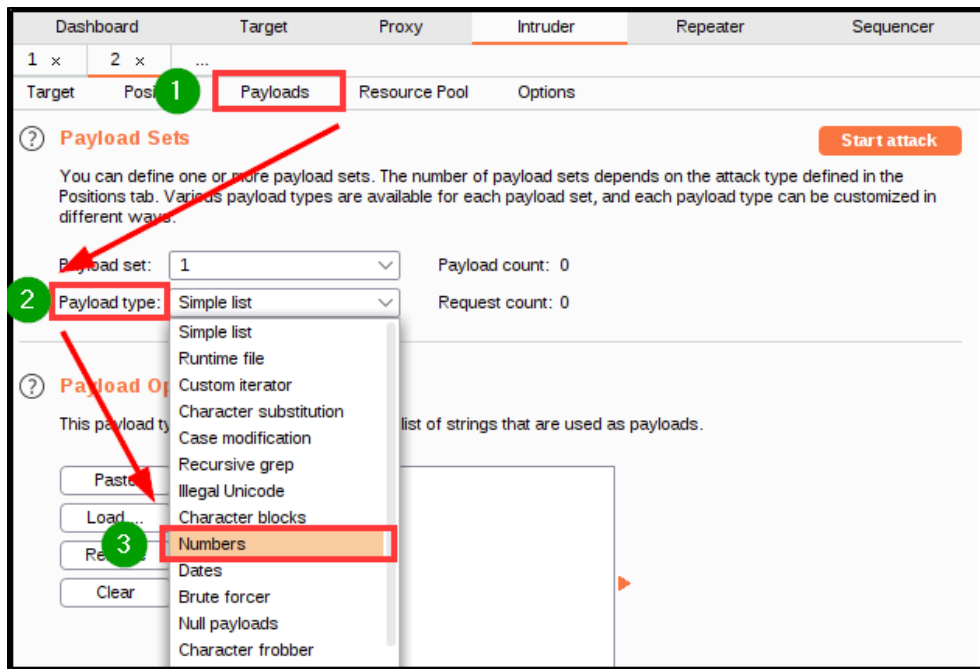 Dashboard Target Proxy Intruder Repeater Sequencer
1 × 2 × ...
Target 1 Payloads Resource Pool Options
? Payload Sets Start attack
You can define one or more payload sets. The number of payload sets depends on the attack type defined in the
Positions tab. Various payload types are available for each payload set, and each payload type can be customized in
different ways.
Payload set: 1 Payload count: 0
2 Payload type: Simple list Request count: 0
Simple list
Runtime file
? Payload Custom iterator
Character substitution
This payload list of strings that are used as payloads.
Case modification
Recursive grep
Paste
Illegal Unicode
Load ... Character blocks
3 Numbers
Dates
Clear Brute forcer
Null payloads
Character frobber